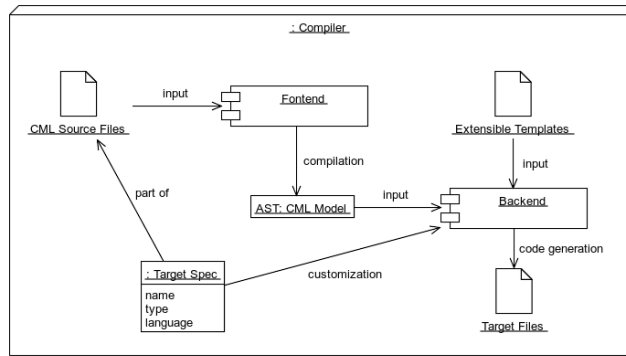 : Compiler
input
Fontend
CML Source Files
Extensible Templates
compilation
input
part of
AST: CML Model
input
Backend
code generation
: Target Spec
customization
name
type
language
Target Files